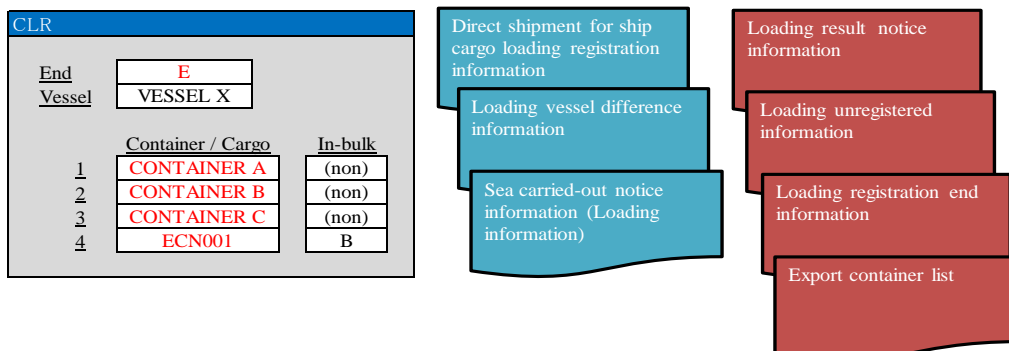 CLR
End E
Vessel VESSEL X
Container / Cargo In-bulk
1 CONTAINER A (non)
2 CONTAINER B (non)
3 CONTAINER C (non)
4 ECN001 B
Direct shipment for ship
cargo loading registration
information
Loading vessel difference
information
Sea carried-out notice
information (Loading
information)
Loading result notice
information
Loading unregistered
information
Loading registration end
information
Export container list